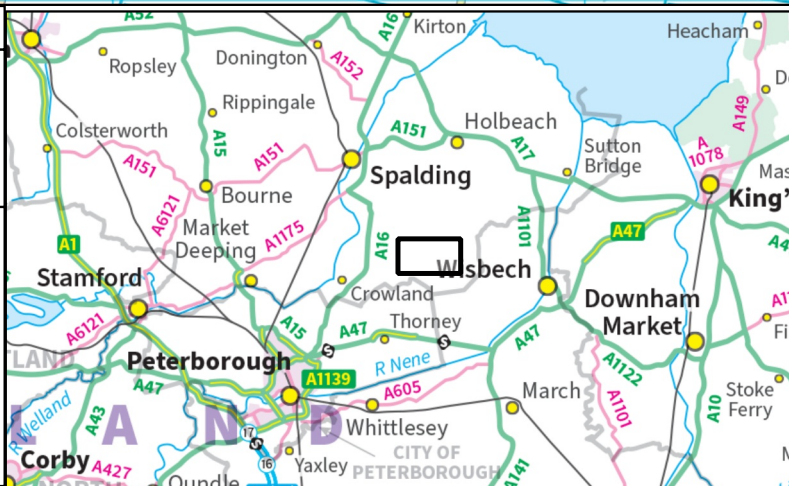 A52
A16
Kirton
Heacham
Ropsley
Donington
A152
A149
Rippingale
Colsterworth
A15
A151
A151
A151
Holbeach
A17
Sutton
Bridge
A
1078
Spalding
Bourne
A6121
Market
Deeping
A1175
A16
A1101
A47
King'
A1
Stamford
Wisbech
Crowland
Downham
Market
A6121
A15
A47
Thorney
S
S
A47
A1122
Peterborough
A1139
R Nene
A605
A47
A43
R Welland
March
A1101
A10
Stoke
Ferry
L A N D
Whittlesey
17
S
16
Yaxley
CITY OF
PETERBOROUGH
A141
Corby
A427
Oundle